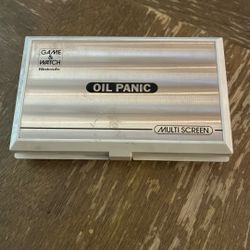 GAME
&
WATCH
Nintendo
OIL PANIC
MULTI SCREEN